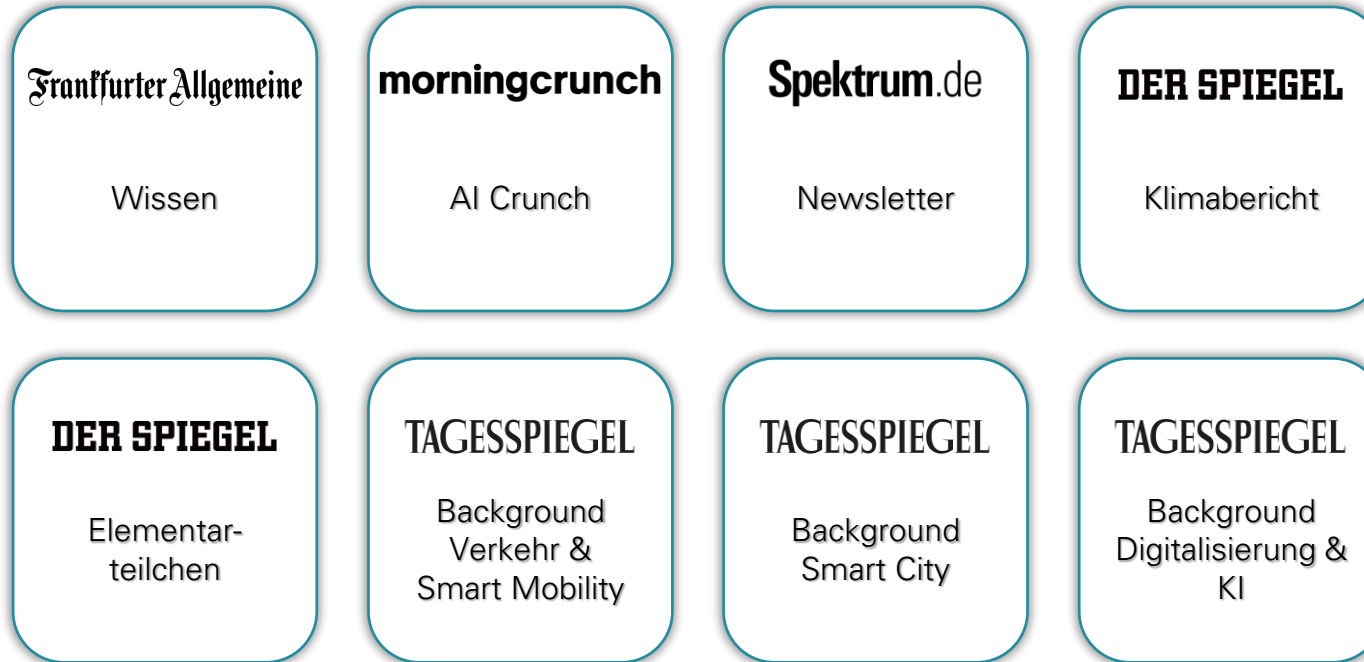 Frankfurter Allgemeine
Wissen
morningcrunch
AI Crunch
Spektrum.de
Newsletter
DER SPIEGEL
Klimabericht
DER SPIEGEL
Elementar-
teilchen
TAGESSPIEGEL
Background
Verkehr &
Smart Mobility
TAGESSPIEGEL
Background
Smart City
TAGESSPIEGEL
Background
Digitalisierung &
KI